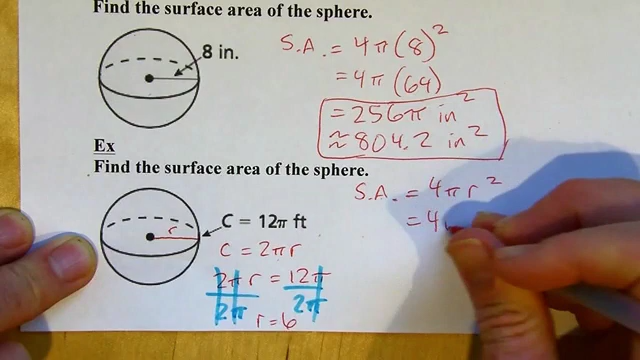 Find the surface area of the sphere.
8 in.
S.A. = 4π(8)²
= 4π(64)
= 256π in²
≈ 804.2 in²
Ex
Find the surface area of the sphere.
r
C = 12π ft
C = 2πr
2πr = 12π
2π 2π
r = 6
S.A. = 4πr²
= 4